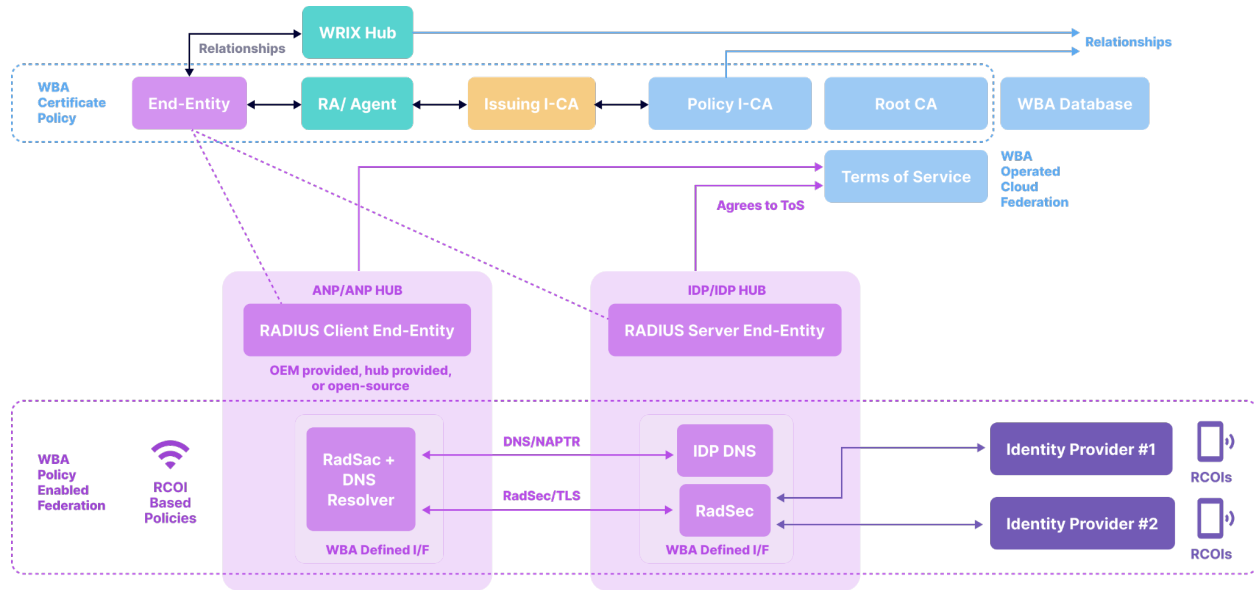 WRIX Hub
Relationships
Relationships
WBA
Certificate
Policy
End-Entity
RA/ Agent
Issuing I-CA
Policy I-CA
Root CA
WBA Database
Terms of Service
WBA
Operated
Cloud
Federation
Agrees to ToS
ANP/ANP HUB
RADIUS Client End-Entity
OEM provided, hub provided,
or open-source
IDP/IDP HUB
RADIUS Server End-Entity
WBA
Policy
Enabled
Federation
RCOI
Based
Policies
RadSac +
DNS
Resolver
WBA Defined I/F
DNS/NAPTR
RadSec/TLS
IDP DNS
RadSec
WBA Defined I/F
Identity Provider #1
RCOIs
Identity Provider #2
RCOIs